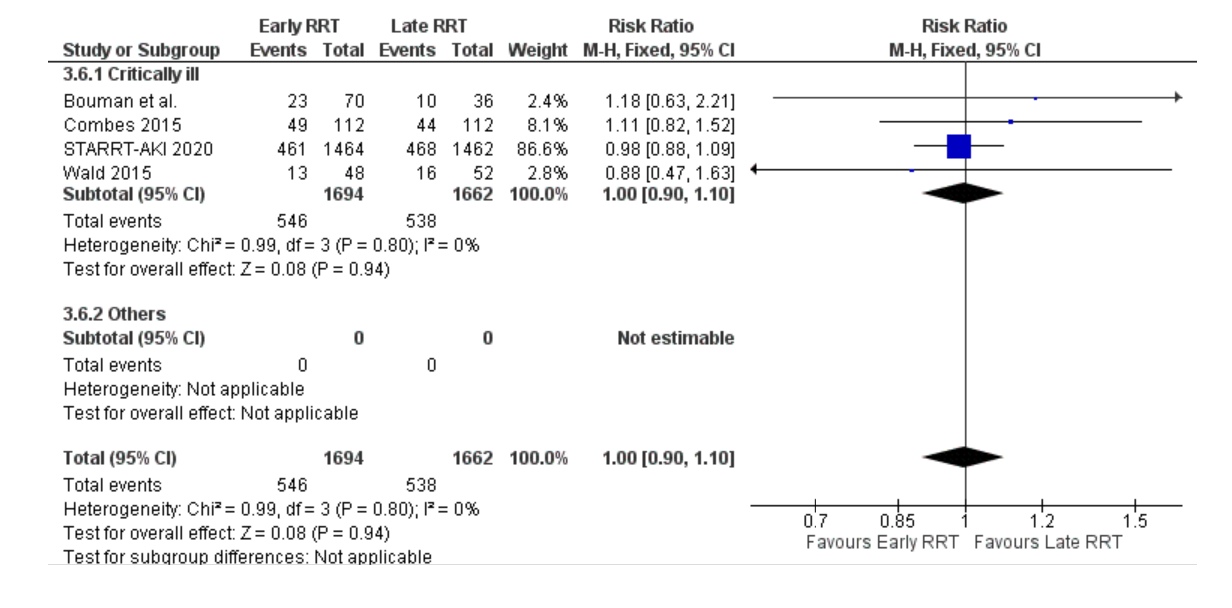 Early RRT Late RRT Risk Ratio Risk Ratio
Study or Subgroup Events Total Events Total Weight M-H, Fixed, 95% CI M-H, Fixed, 95% CI
3.6.1 Critically ill
Bouman et al. 23 70 10 36 2.4% 1.18 [0.63, 2.21]
Combes 2015 49 112 44 112 8.1% 1.11 [0.82, 1.52]
STARRT-AKI 2020 461 1464 468 1462 86.6% 0.98 [0.88, 1.09]
Wald 2015 13 48 16 52 2.8% 0.88 [0.47, 1.63]
Subtotal (95% CI) 1694 1662 100.0% 1.00 [0.90, 1.10]
Total events 546 538
Heterogeneity: Chi² = 0.99, df = 3 (P = 0.80); I² = 0%
Test for overall effect: Z = 0.08 (P = 0.94)
3.6.2 Others
Subtotal (95% CI) 0 0 Not estimable
Total events 0 0
Heterogeneity: Not applicable
Test for overall effect: Not applicable
Total (95% CI) 1694 1662 100.0% 1.00 [0.90, 1.10]
Total events 546 538
Heterogeneity: Chi² = 0.99, df = 3 (P = 0.80); I² = 0%
Test for overall effect: Z = 0.08 (P = 0.94)
Test for subgroup differences: Not applicable
0.7 0.85 1 1.2 1.5
Favours Early RRT Favours Late RRT